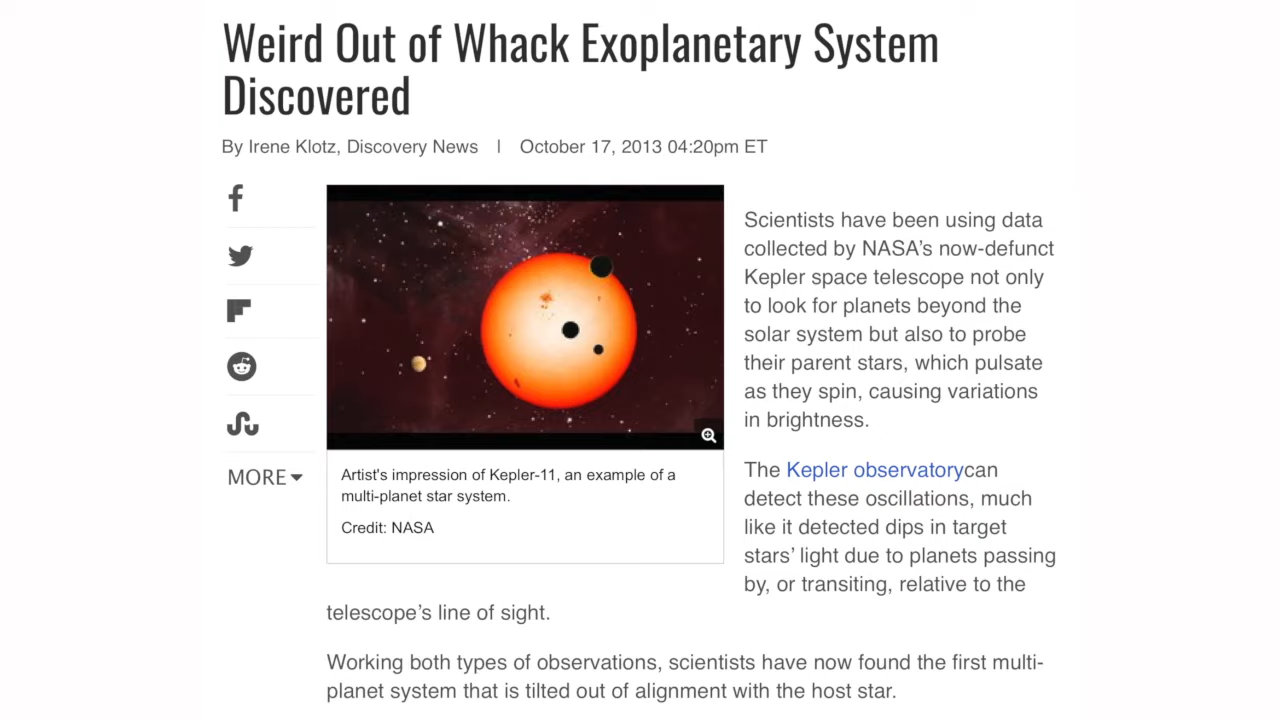 Weird Out of Whack Exoplanetary System
Discovered
By Irene Klotz, Discovery News | October 17, 2013 04:20pm ET
MORE
Artist's impression of Kepler-11, an example of a
multi-planet star system.
Credit: NASA
Scientists have been using data
collected by NASA's now-defunct
Kepler space telescope not only
to look for planets beyond the
solar system but also to probe
their parent stars, which pulsate
as they spin, causing variations
in brightness.
The Kepler observatorycan
detect these oscillations, much
like it detected dips in target
stars' light due to planets passing
by, or transiting, relative to the
telescope's line of sight.
Working both types of observations, scientists have now found the first multi-
planet system that is tilted out of alignment with the host star.